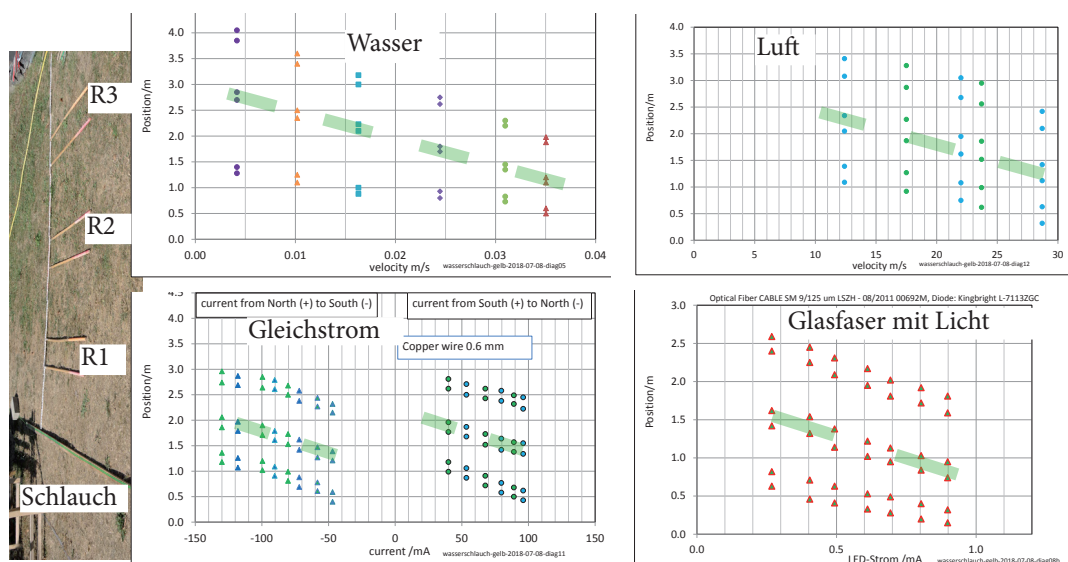 R3
R2
R1
Schlauch
Wasser
Position/m
4.0
3.5
3.0
2.5
2.0
1.5
1.0
0.5
0.0
0.00 0.01 0.02 0.03 0.04
velocity m/s
wasserschlauch-gelb-2018-07-08-diag05
Luft
Position/m
4.0
3.5
3.0
2.5
2.0
1.5
1.0
0.5
0.0
0 5 10 15 20 25 30
velocity m/s
wasserschlauch-gelb-2018-07-08-diag12
current from North (+) to South (-)
current from South (+) to North (-)
Gleichstrom
Copper wire 0.6 mm
Position/m
4.0
3.5
3.0
2.5
2.0
1.5
1.0
0.5
0.0
-150 -100 -50 0 50 100 150
current /mA
wasserschlauch-gelb-2018-07-08-diag11
Optical Fiber CABLE SM 9/125 um LSZH - 08/2011 00692M, Diode: Kingbright L-7113ZGC
Glasfaser mit Licht
Position/m
3.0
2.5
2.0
1.5
1.0
0.5
0.0
0.0 0.5 1.0
LED-Strom /mA
wasserschlauch-gelb-2018-07-08-diag08b